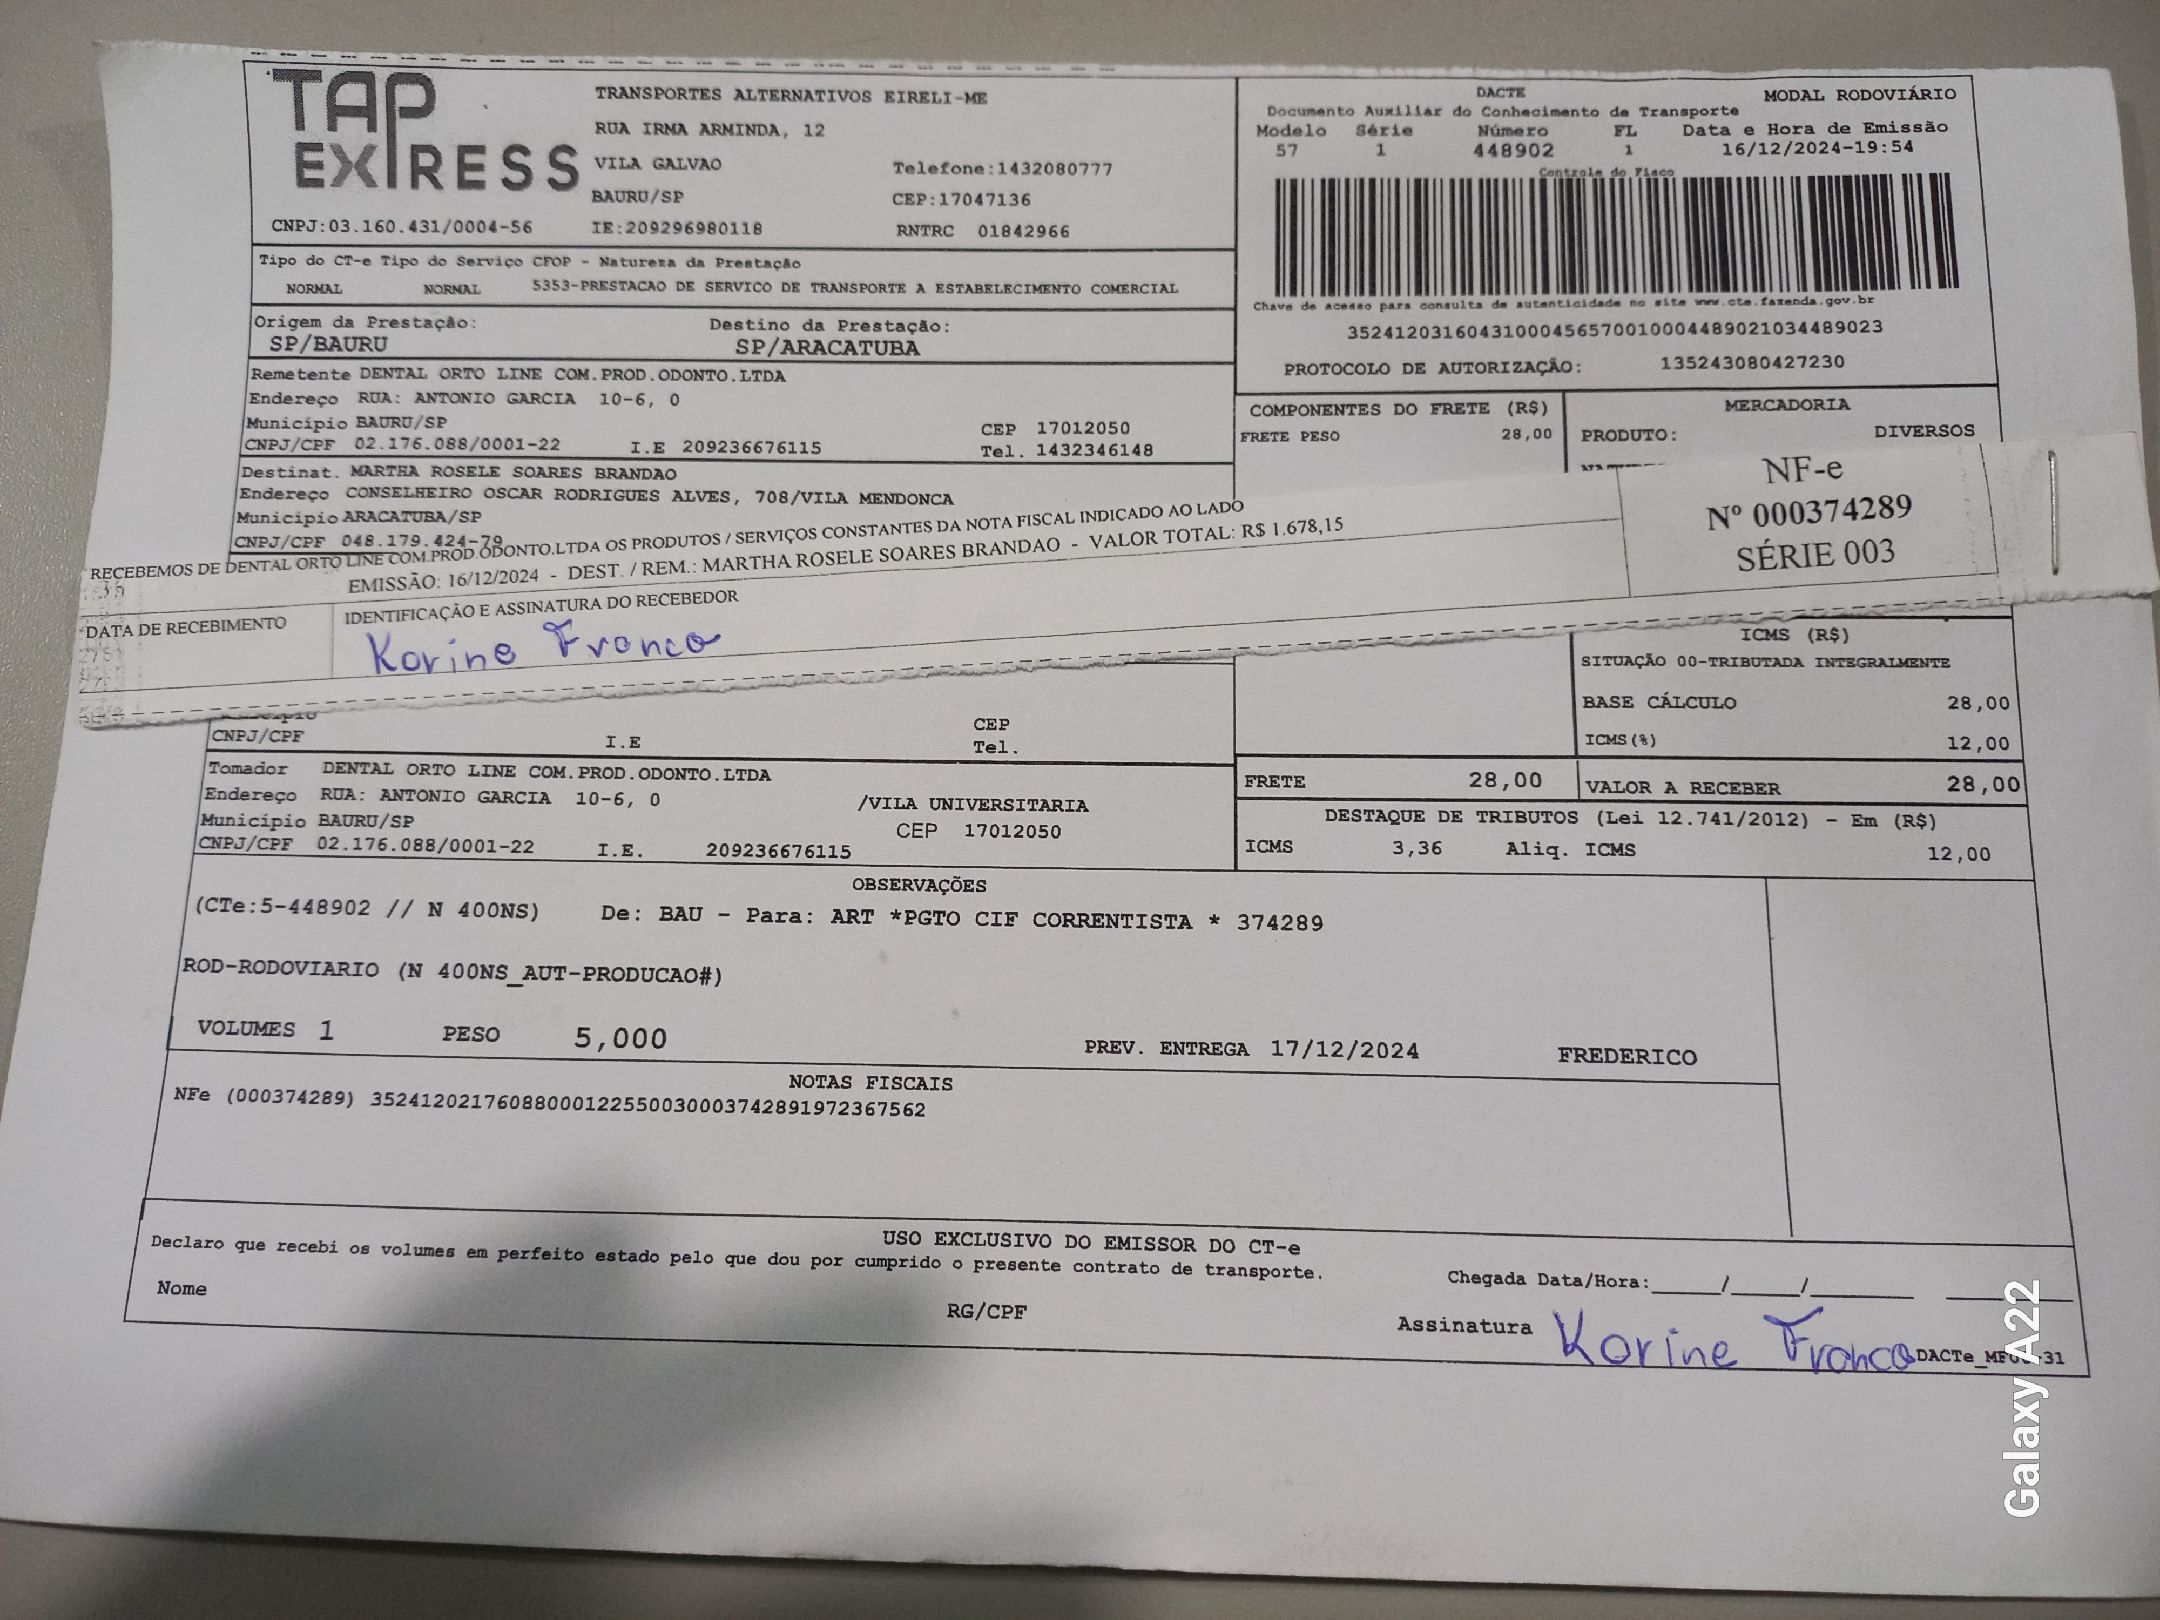 TAP EXPRESS
TRANSPORTES ALTERNATIVOS EIRELI-ME
RUA IRMA ARMINDA, 12
VILA GALVAO Telefone:1432080777
BAURU/SP CEP:17047136
CNPJ:03.160.431/0004-56 IE:209296980118 RNTRC 01842966
DACTE MODAL RODOVIÁRIO
Documento Auxiliar do Conhecimento de Transporte
Modelo Série Número FL Data e Hora de Emissão
57 1 448902 1 16/12/2024-19:54
Controle do Fisco
Chave de acesso para consulta de autenticidade no site www.cte.fazenda.gov.br
35241203160431000456570010004489021034489023
PROTOCOLO DE AUTORIZAÇÃO: 135243080427230
Tipo do CT-e Tipo do Serviço CFOP - Natureza da Prestação
NORMAL NORMAL 5353-PRESTACAO DE SERVICO DE TRANSPORTE A ESTABELECIMENTO COMERCIAL
Origem da Prestação: Destino da Prestação:
SP/BAURU SP/ARACATUBA
Remetente DENTAL ORTO LINE COM.PROD.ODONTO.LTDA
Endereço RUA: ANTONIO GARCIA 10-6, 0
Município BAURU/SP CEP 17012050
CNPJ/CPF 02.176.088/0001-22 I.E 209236676115 Tel. 1432346148
COMPONENTES DO FRETE (R$) MERCADORIA
FRETE PESO 28,00 PRODUTO: DIVERSOS
Destinat. MARTHA ROSELE SOARES BRANDAO
Endereço CONSELHEIRO OSCAR RODRIGUES ALVES, 708/VILA MENDONCA
Município ARACATUBA/SP
CNPJ/CPF 048.179.424-79
RECEBEMOS DE DENTAL ORTO LINE COM.PROD.ODONTO.LTDA OS PRODUTOS / SERVIÇOS CONSTANTES DA NOTA FISCAL INDICADO AO LADO
EMISSÃO: 16/12/2024 - DEST. / REM.: MARTHA ROSELE SOARES BRANDAO - VALOR TOTAL: R$ 1.678,15
NF-e
Nº 000374289
SÉRIE 003
DATA DE RECEBIMENTO IDENTIFICAÇÃO E ASSINATURA DO RECEBEDOR
Korine Franco
ICMS (R$)
SITUAÇÃO 00-TRIBUTADA INTEGRALMENTE
BASE CÁLCULO 28,00
ICMS(%) 12,00
Município CEP
CNPJ/CPF I.E Tel.
Tomador DENTAL ORTO LINE COM.PROD.ODONTO.LTDA
Endereço RUA: ANTONIO GARCIA 10-6, 0 /VILA UNIVERSITARIA
Município BAURU/SP CEP 17012050
CNPJ/CPF 02.176.088/0001-22 I.E. 209236676115
FRETE 28,00 VALOR A RECEBER 28,00
DESTAQUE DE TRIBUTOS (Lei 12.741/2012) - Em (R$)
ICMS 3,36 Aliq. ICMS 12,00
OBSERVAÇÕES
(CTe:5-448902 // N 400NS) De: BAU - Para: ART *PGTO CIF CORRENTISTA * 374289
ROD-RODOVIARIO (N 400NS_AUT-PRODUCAO#)
VOLUMES 1 PESO 5,000 PREV. ENTREGA 17/12/2024 FREDERICO
NOTAS FISCAIS
NFe (000374289) 35241202176088000122550030003742891972367562
USO EXCLUSIVO DO EMISSOR DO CT-e
Declaro que recebi os volumes em perfeito estado pelo que dou por cumprido o presente contrato de transporte.
Chegada Data/Hora:_____/_____/________ ________
Nome RG/CPF Assinatura Korine Franco
Galaxy A22